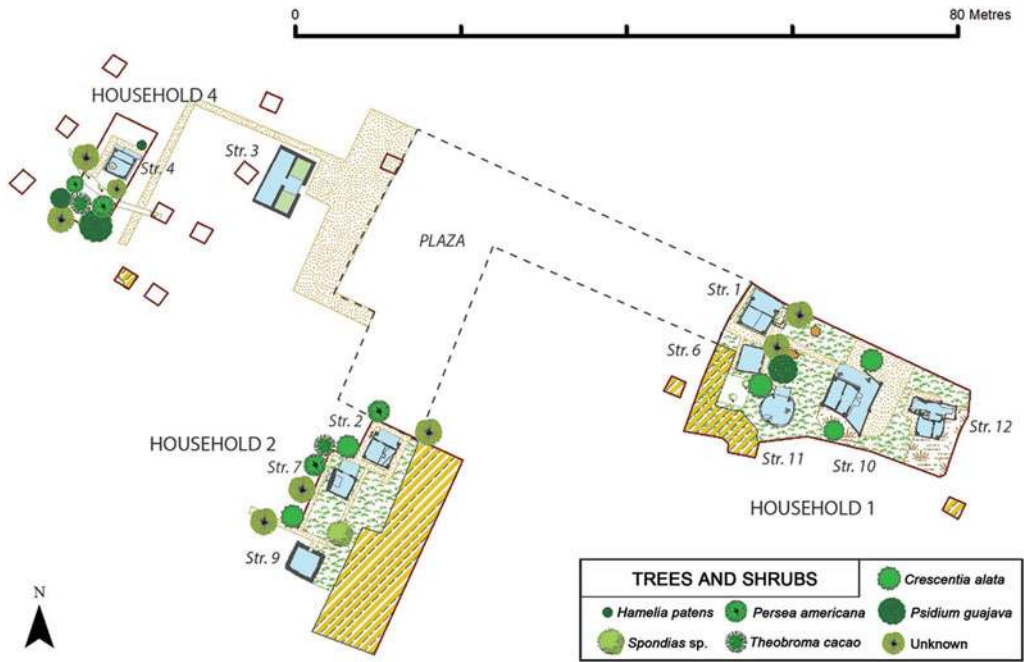 0
80 Metres
HOUSEHOLD 4
Str. 3
Str. 4
PLAZA
Str. 1
Str. 6
Str. 2
HOUSEHOLD 2
Str. 7
Str. 12
Str. 11
Str. 10
HOUSEHOLD 1
Str. 9
N
TREES AND SHRUBS
Crescentia alata
Hamelia patens
Persea americana
Psidium guajava
Spondias sp.
Theobroma cacao
Unknown